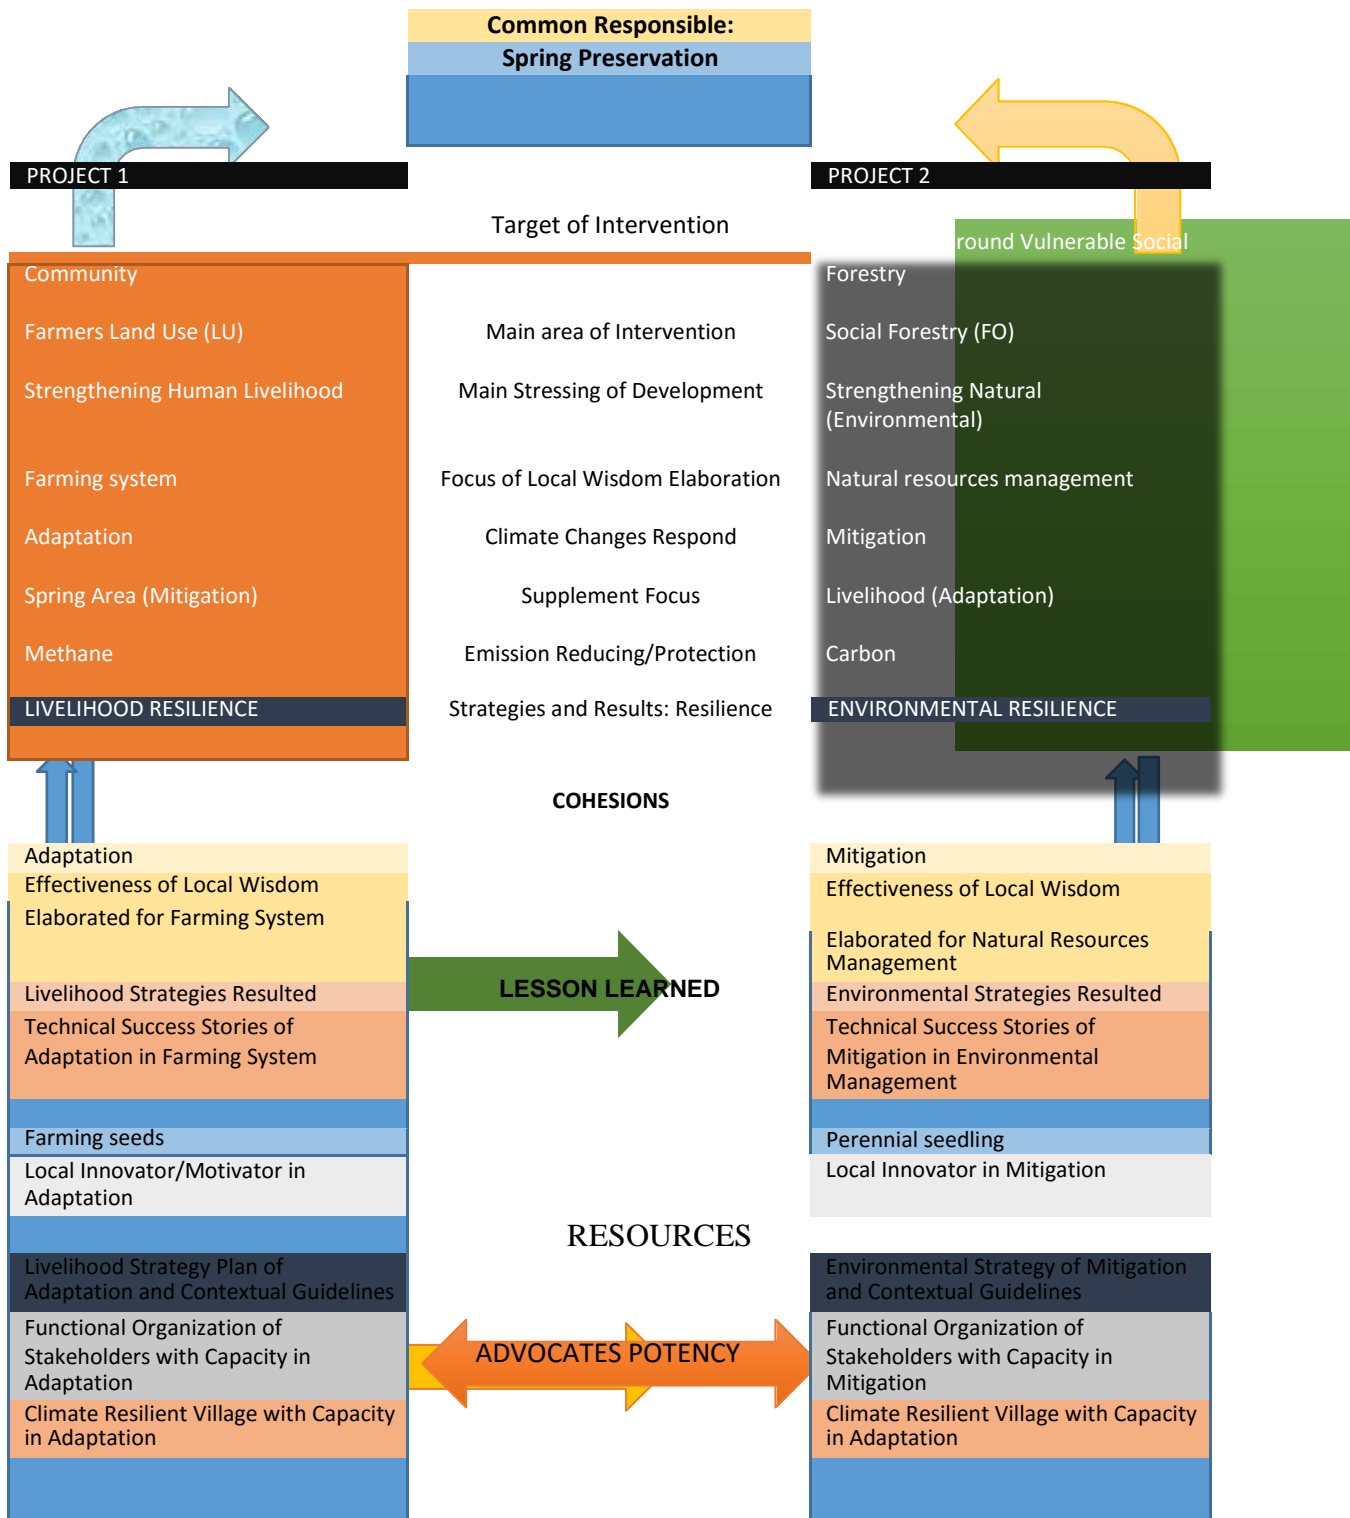 Common Responsible:
Spring Preservation
PROJECT 1
PROJECT 2
Target of Intervention
round Vulnerable Social
Community
Forestry
Farmers Land Use (LU)
Main area of Intervention
Social Forestry (FO)
Strengthening Human Livelihood
Main Stressing of Development
Strengthening Natural
(Environmental)
Farming system
Focus of Local Wisdom Elaboration
Natural resources management
Adaptation
Climate Changes Respond
Mitigation
Spring Area (Mitigation)
Supplement Focus
Livelihood (Adaptation)
Methane
Emission Reducing/Protection
Carbon
LIVELIHOOD RESILIENCE
Strategies and Results: Resilience
ENVIRONMENTAL RESILIENCE
COHESIONS
Adaptation
Effectiveness of Local Wisdom
Elaborated for Farming System
Livelihood Strategies Resulted
Technical Success Stories of
Adaptation in Farming System
Farming seeds
Local Innovator/Motivator in
Adaptation
Livelihood Strategy Plan of
Adaptation and Contextual Guidelines
Functional Organization of
Stakeholders with Capacity in
Adaptation
Climate Resilient Village with Capacity
in Adaptation
LESSON LEARNED
RESOURCES
ADVOCATES POTENCY
Mitigation
Effectiveness of Local Wisdom
Elaborated for Natural Resources
Management
Environmental Strategies Resulted
Technical Success Stories of
Mitigation in Environmental
Management
Perennial seedling
Local Innovator in Mitigation
Environmental Strategy of Mitigation
and Contextual Guidelines
Functional Organization of
Stakeholders with Capacity in
Mitigation
Climate Resilient Village with Capacity
in Adaptation